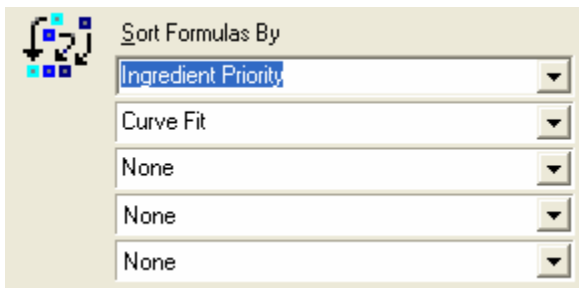 Sort Formulas By
Ingredient Priority
Curve Fit
None
None
None